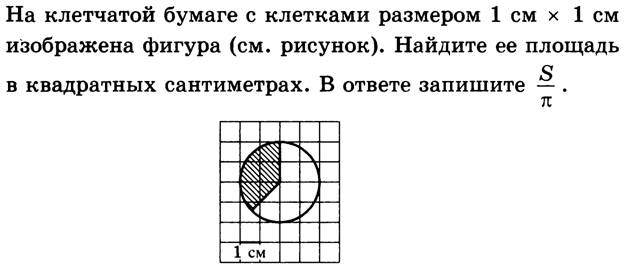 На клетчатой бумаге с клетками размером 1 см × 1 см
изображена фигура (см. рисунок). Найдите ее площадь
в квадратных сантиметрах. В ответе запишите S/π .
1 см